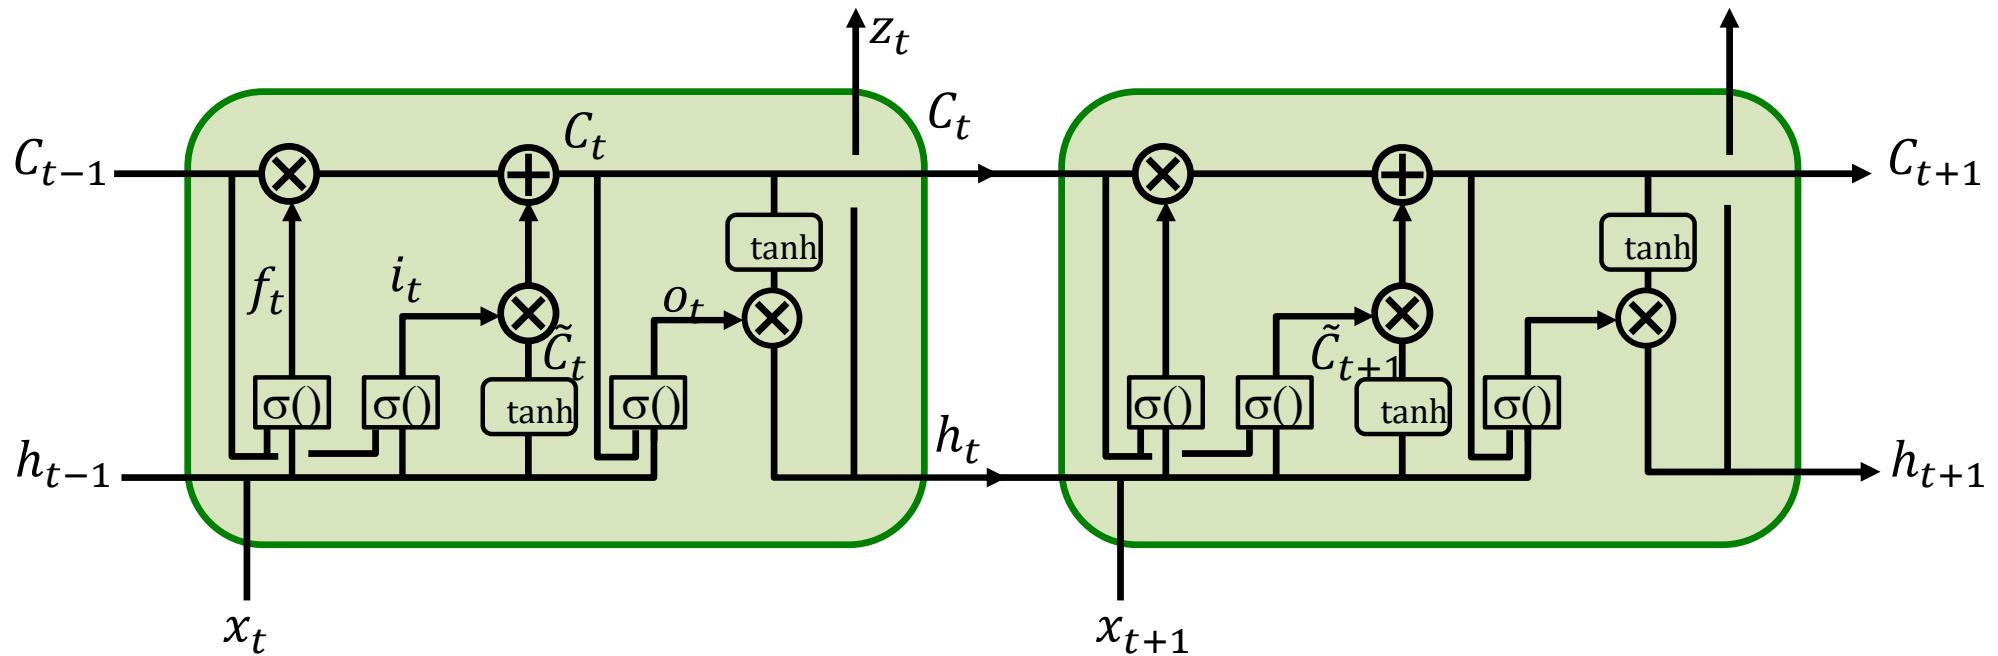 z_t
C_t
C_t
C_{t-1}
C_{t+1}
tanh
tanh
f_t
i_t
o_t
C̃_t
C̃_{t+1}
σ()
σ()
tanh
σ()
σ()
σ()
tanh
σ()
h_{t-1}
h_t
h_{t+1}
x_t
x_{t+1}